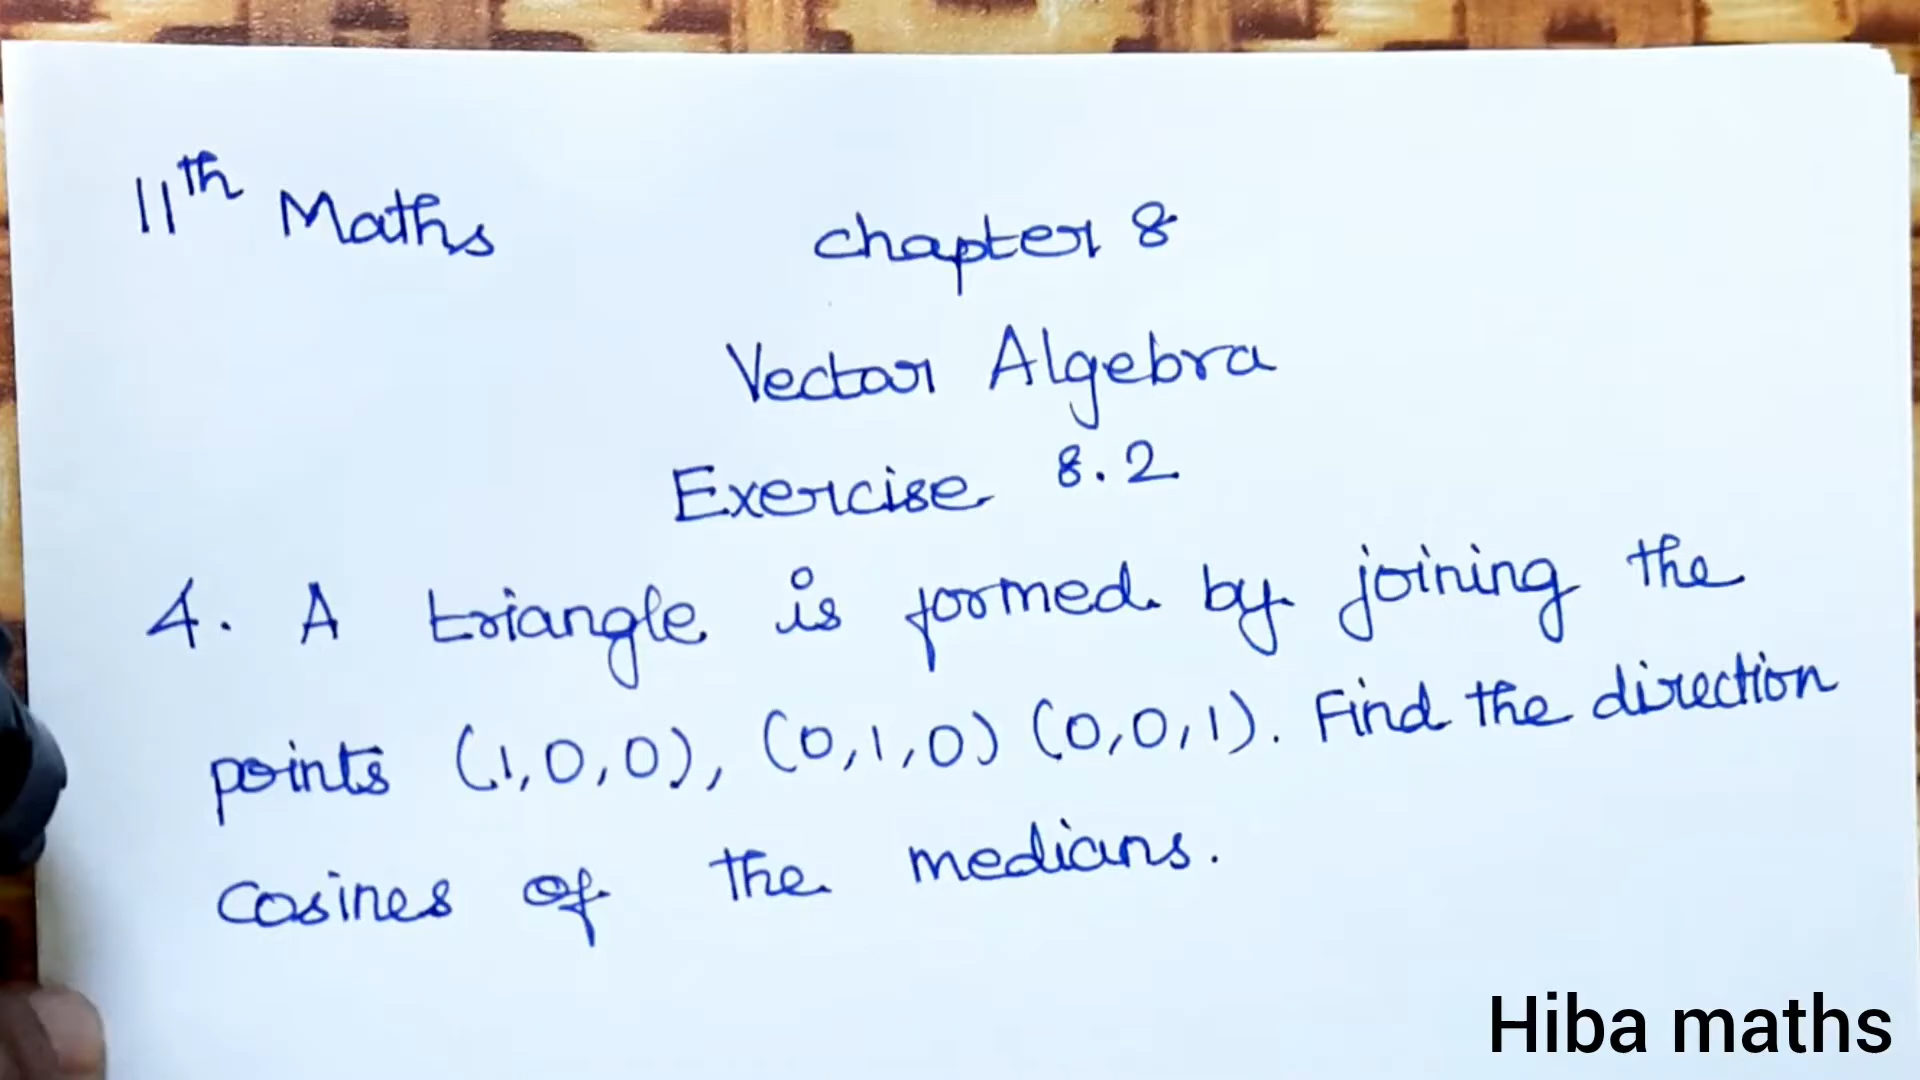 11th Maths
chapter 8
Vector Algebra
Exercise 8.2
4. A triangle is formed by joining the
points (1,0,0), (0,1,0) (0,0,1). Find the direction
cosines of the medians.
Hiba maths